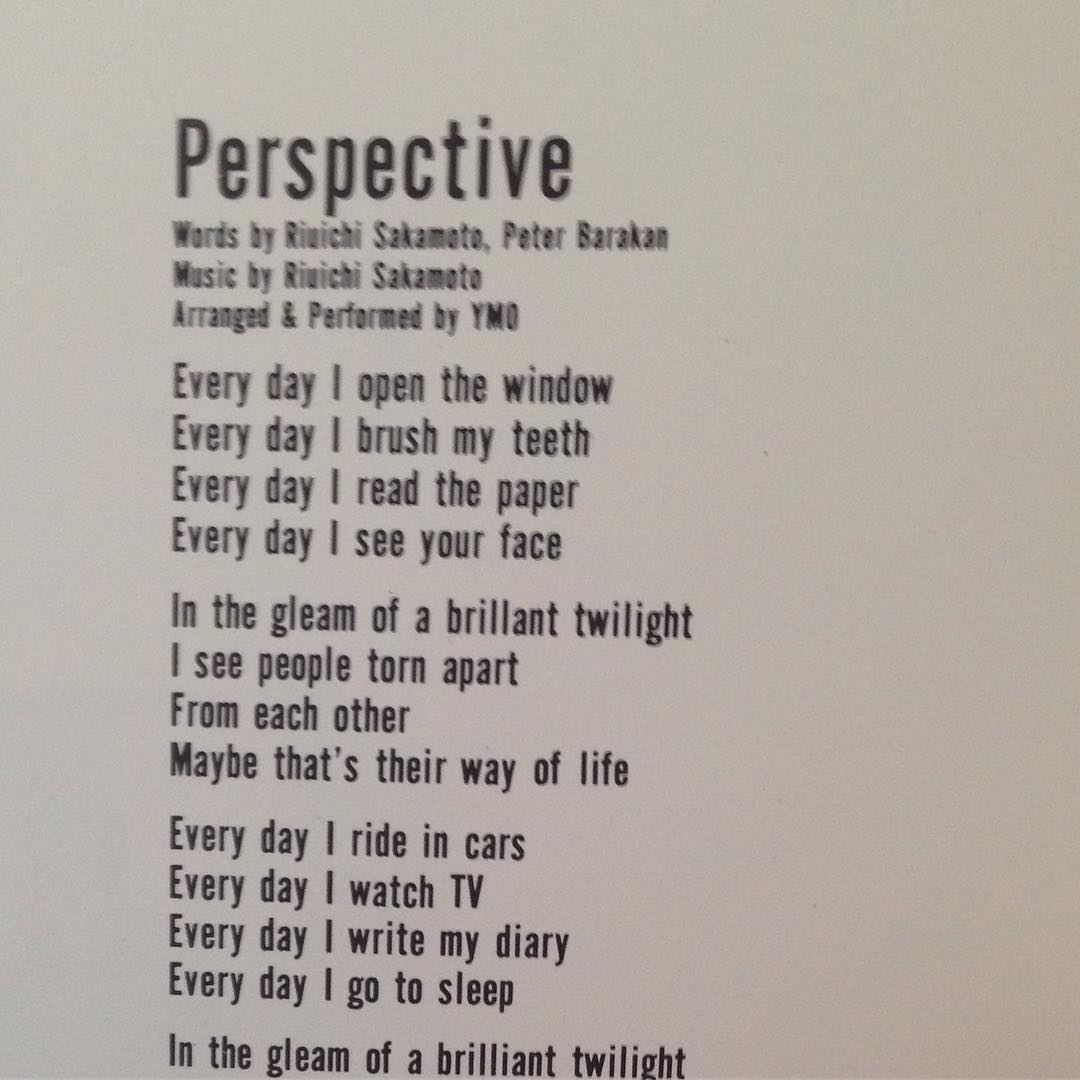 Perspective
Words by Riuichi Sakamoto, Peter Barakan
Music by Riuichi Sakamoto
Arranged & Performed by YMO
Every day I open the window
Every day I brush my teeth
Every day I read the paper
Every day I see your face
In the gleam of a brillant twilight
I see people torn apart
From each other
Maybe that's their way of life
Every day I ride in cars
Every day I watch TV
Every day I write my diary
Every day I go to sleep
In the gleam of a brilliant twilight